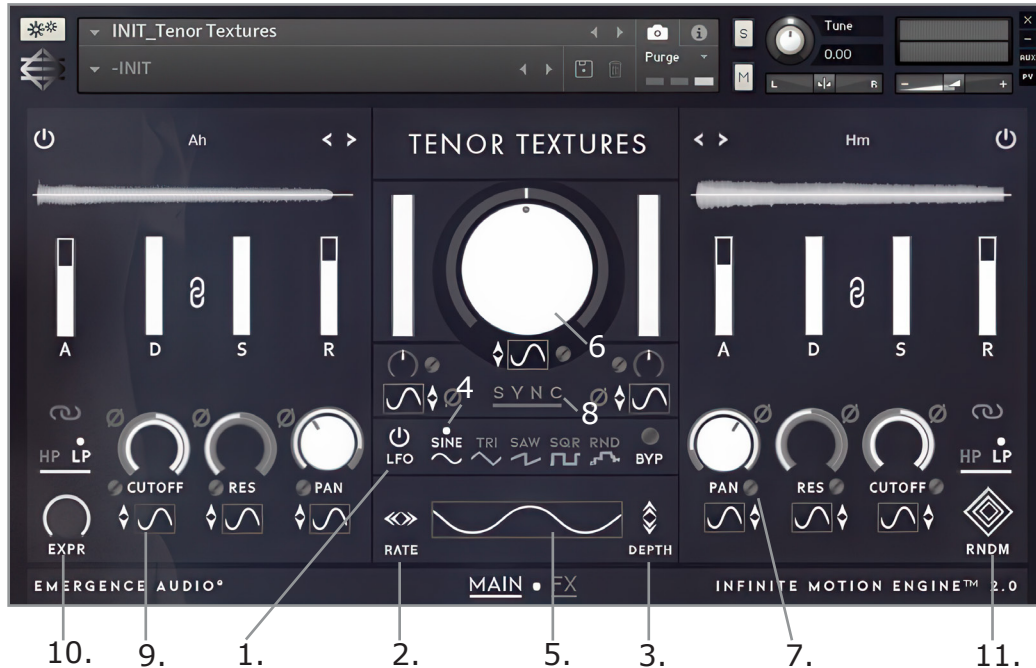 INIT_Tenor Textures
-INIT
Purge
S
M
Tune
0.00
L R
- +
×
–
AUX
PV
Ah < >
TENOR TEXTURES
< > Hm
A D S R
A D S R
6
SYNC
8
4
HP LP
CUTOFF RES PAN
LFO SINE TRI SAW SQR RND BYP
PAN RES CUTOFF
HP LP
EXPR
RATE DEPTH
RNDM
EMERGENCE AUDIO®
MAIN • FX
INFINITE MOTION ENGINE™ 2.0
10. 9. 1. 2. 5. 3. 7. 11.